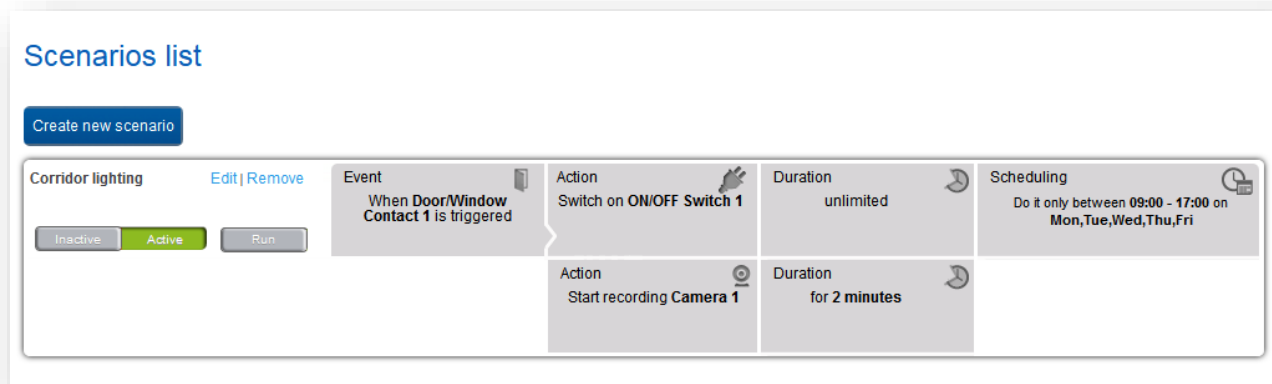 Scenarios list
Create new scenario
Corridor lighting
Edit | Remove
Inactive
Active
Run
Event
When Door/Window
Contact 1 is triggered
Action
Switch on ON/OFF Switch 1
Duration
unlimited
Scheduling
Do it only between 09:00 - 17:00 on
Mon,Tue,Wed,Thu,Fri
Action
Start recording Camera 1
Duration
for 2 minutes